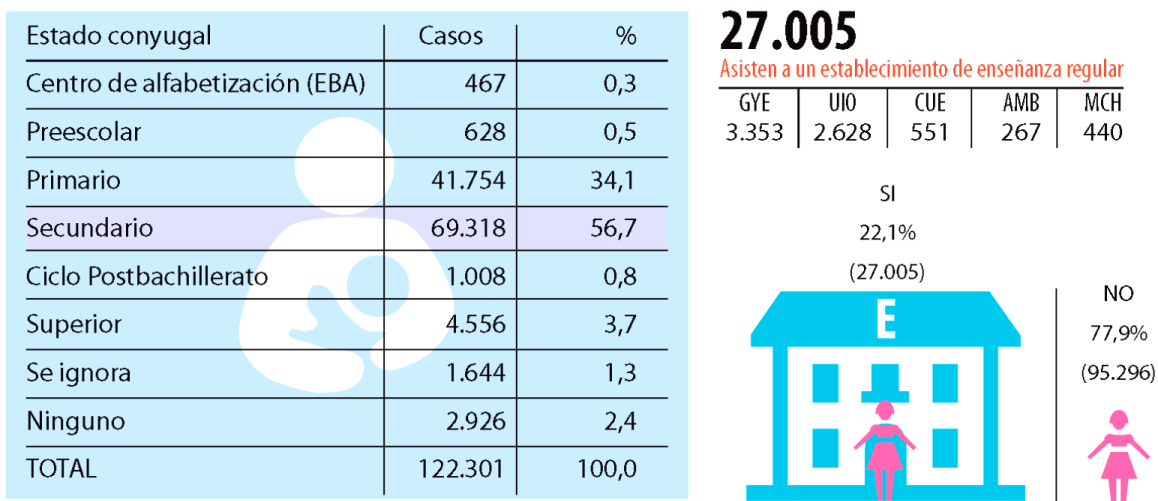 Estado conyugal Casos %
Centro de alfabetización (EBA) 467 0,3
Preescolar 628 0,5
Primario 41.754 34,1
Secundario 69.318 56,7
Ciclo Postbachillerato 1.008 0,8
Superior 4.556 3,7
Se ignora 1.644 1,3
Ninguno 2.926 2,4
TOTAL 122.301 100,0
27.005
Asisten a un establecimiento de enseñanza regular
GYE UIO CUE AMB MCH
3.353 2.628 551 267 440
SI
22,1%
(27.005)
E
NO
77,9%
(95.296)